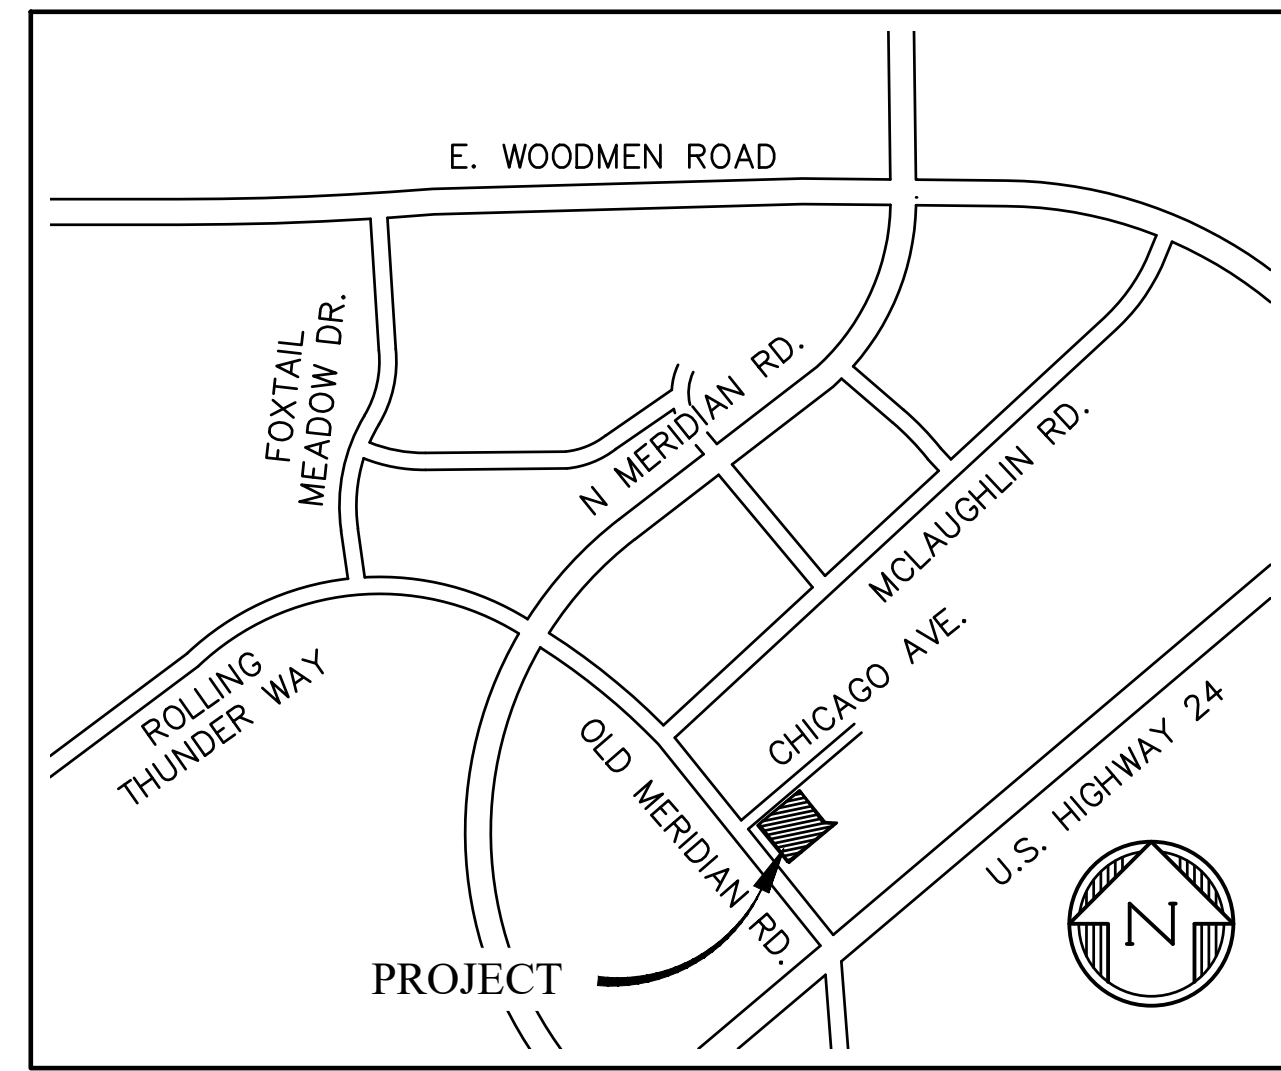 E. WOODMEN ROAD
FOXTAIL
MEADOW DR.
N MERIDIAN RD.
MCLAUGHLIN RD.
CHICAGO AVE.
ROLLING
THUNDER WAY
OLD MERIDIAN RD.
U.S. HIGHWAY 24
N
PROJECT